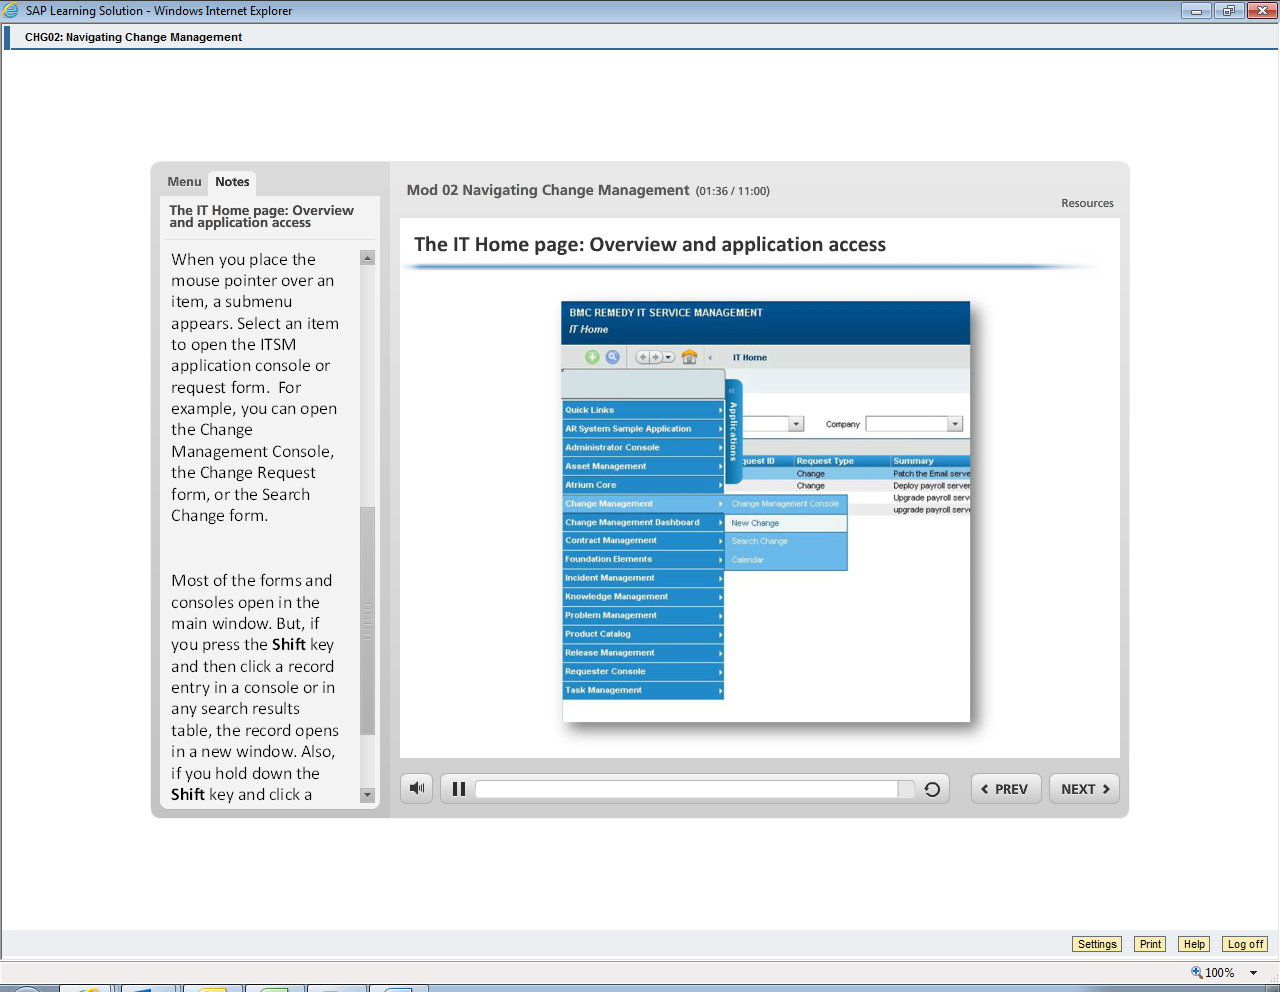 SAP Learning Solution - Windows Internet Explorer
CHG02: Navigating Change Management
Menu
Notes
The IT Home page: Overview
and application access
When you place the
mouse pointer over an
item, a submenu
appears. Select an item
to open the ITSM
application console or
request form.  For
example, you can open
the Change
Management Console,
the Change Request
form, or the Search
Change form.
Most of the forms and
consoles open in the
main window. But, if
you press the Shift key
and then click a record
entry in a console or in
any search results
table, the record opens
in a new window. Also,
if you hold down the
Shift key and click a
Mod 02 Navigating Change Management (01:36 / 11:00)
Resources
The IT Home page: Overview and application access
BMC REMEDY IT SERVICE MANAGEMENT
IT Home
IT Home
Applications
Company
Quick Links
AR System Sample Application
Administrator Console
Asset Management
Atrium Core
Change Management
Change Management Dashboard
Contract Management
Foundation Elements
Incident Management
Knowledge Management
Problem Management
Product Catalog
Release Management
Requester Console
Task Management
Change Management Console
New Change
Search Change
Calendar
quest ID Request Type Summary
Change Patch the Email serve
Change Deploy payroll server
Upgrade payroll serv
upgrade payroll serv
PREV
NEXT
Settings Print Help Log off
100%